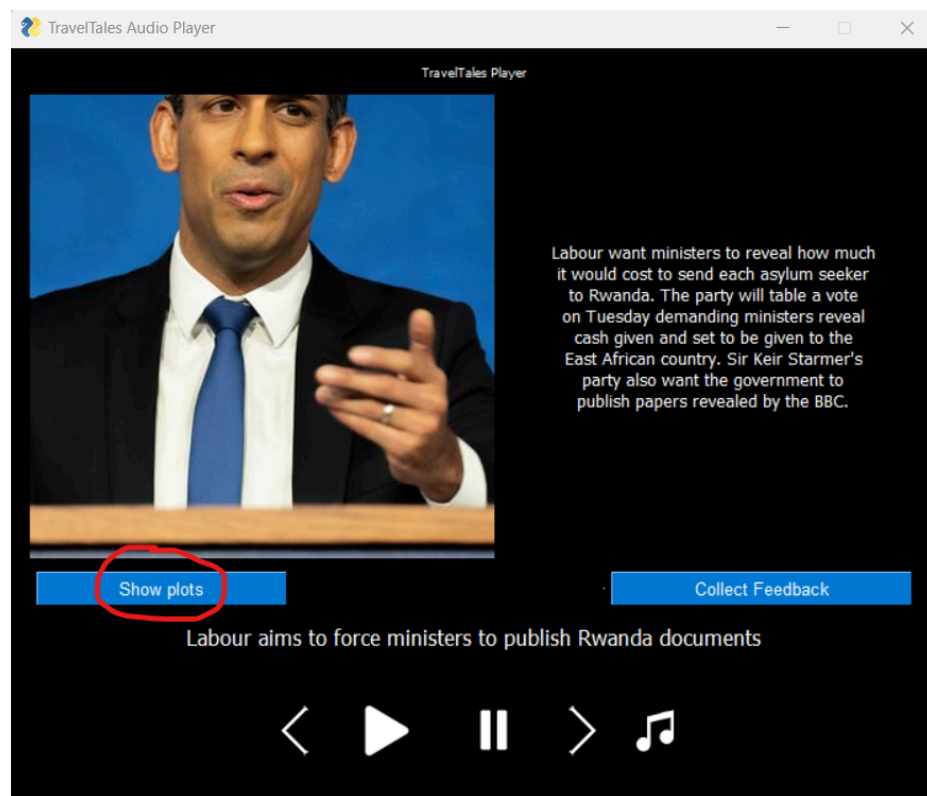 TravelTales Audio Player
TravelTales Player
Labour want ministers to reveal how much
it would cost to send each asylum seeker
to Rwanda. The party will table a vote
on Tuesday demanding ministers reveal
cash given and set to be given to the
East African country. Sir Keir Starmer's
party also want the government to
publish papers revealed by the BBC.
Show plots
Collect Feedback
Labour aims to force ministers to publish Rwanda documents